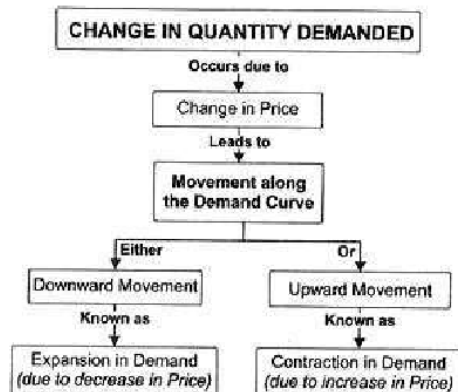 CHANGE IN QUANTITY DEMANDED
Occurs due to
Change in Price
Leads to
Movement along
the Demand Curve
Either
Or
Downward Movement
Upward Movement
Known as
Known as
Expansion in Demand
(due to decrease in Price)
Contraction in Demand
(due to increase in Price)